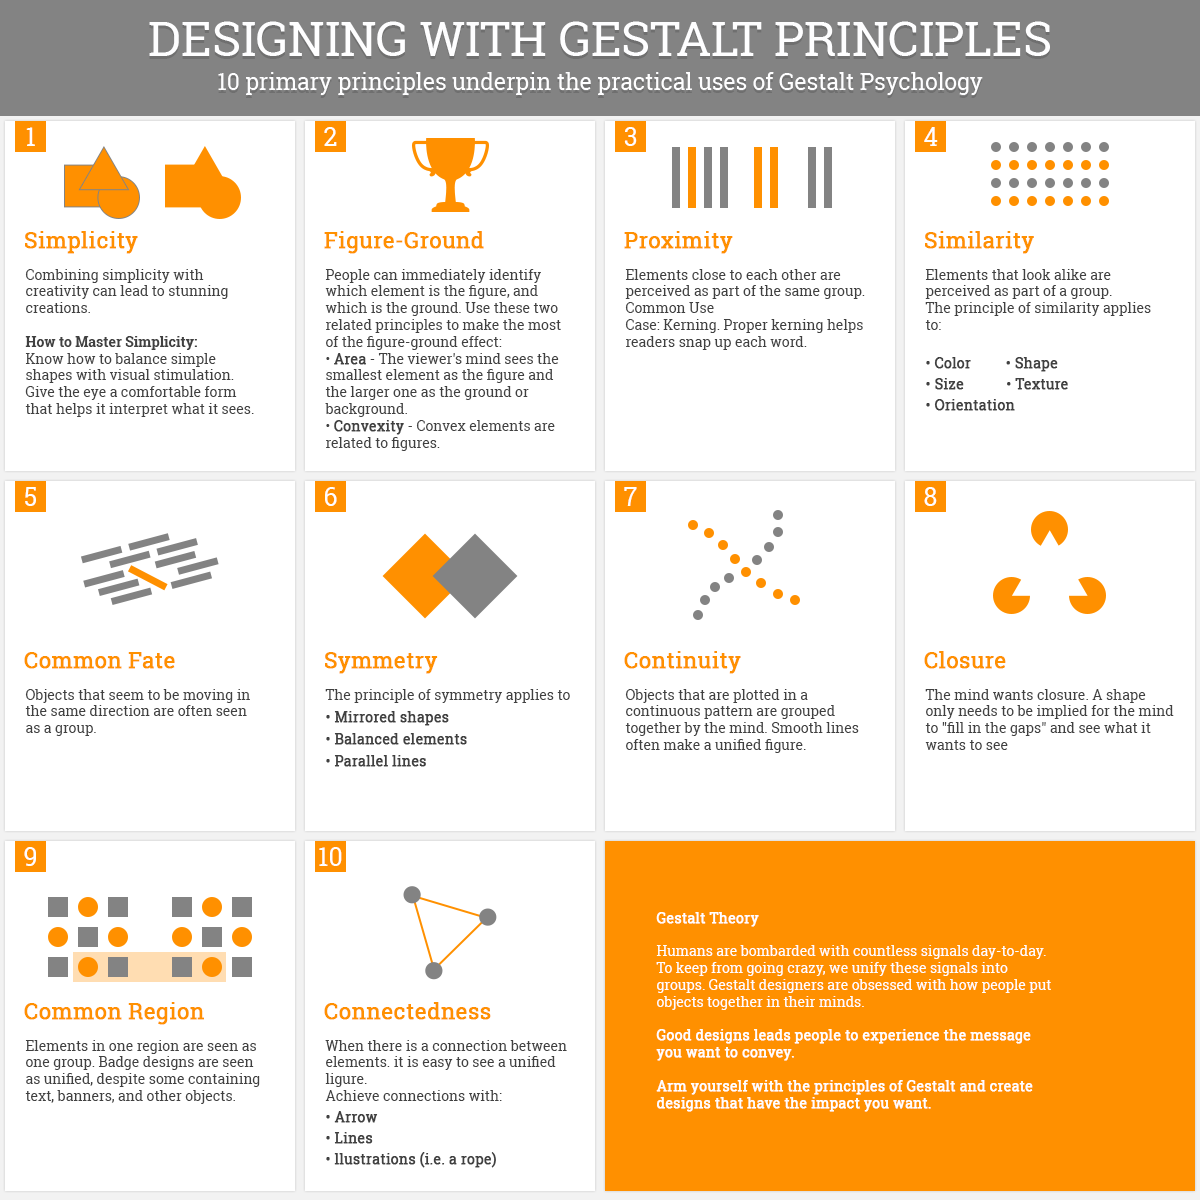 DESIGNING WITH GESTALT PRINCIPLES
10 primary principles underpin the practical uses of Gestalt Psychology
1
Simplicity
Combining simplicity with
creativity can lead to stunning
creations.
How to Master Simplicity:
Know how to balance simple
shapes with visual stimulation.
Give the eye a comfortable form
that helps it interpret what it sees.
2
Figure-Ground
People can immediately identify
which element is the figure, and
which is the ground. Use these two
related principles to make the most
of the figure-ground effect:
• Area - The viewer's mind sees the
smallest element as the figure and
the larger one as the ground or
background.
• Convexity - Convex elements are
related to figures.
3
Proximity
Elements close to each other are
perceived as part of the same group.
Common Use
Case: Kerning. Proper kerning helps
readers snap up each word.
4
Similarity
Elements that look alike are
perceived as part of a group.
The principle of similarity applies
to:
• Color • Shape
• Size • Texture
• Orientation
5
Common Fate
Objects that seem to be moving in
the same direction are often seen
as a group.
6
Symmetry
The principle of symmetry applies to
• Mirrored shapes
• Balanced elements
• Parallel lines
7
Continuity
Objects that are plotted in a
continuous pattern are grouped
together by the mind. Smooth lines
often make a unified figure.
8
Closure
The mind wants closure. A shape
only needs to be implied for the mind
to "fill in the gaps" and see what it
wants to see
9
Common Region
Elements in one region are seen as
one group. Badge designs are seen
as unified, despite some containing
text, banners, and other objects.
10
Connectedness
When there is a connection between
elements. it is easy to see a unified
ligure.
Achieve connections with:
• Arrow
• Lines
• llustrations (i.e. a rope)
Gestalt Theory
Humans are bombarded with countless signals day-to-day.
To keep from going crazy, we unify these signals into
groups. Gestalt designers are obsessed with how people put
objects together in their minds.
Good designs leads people to experience the message
you want to convey.
Arm yourself with the principles of Gestalt and create
designs that have the impact you want.